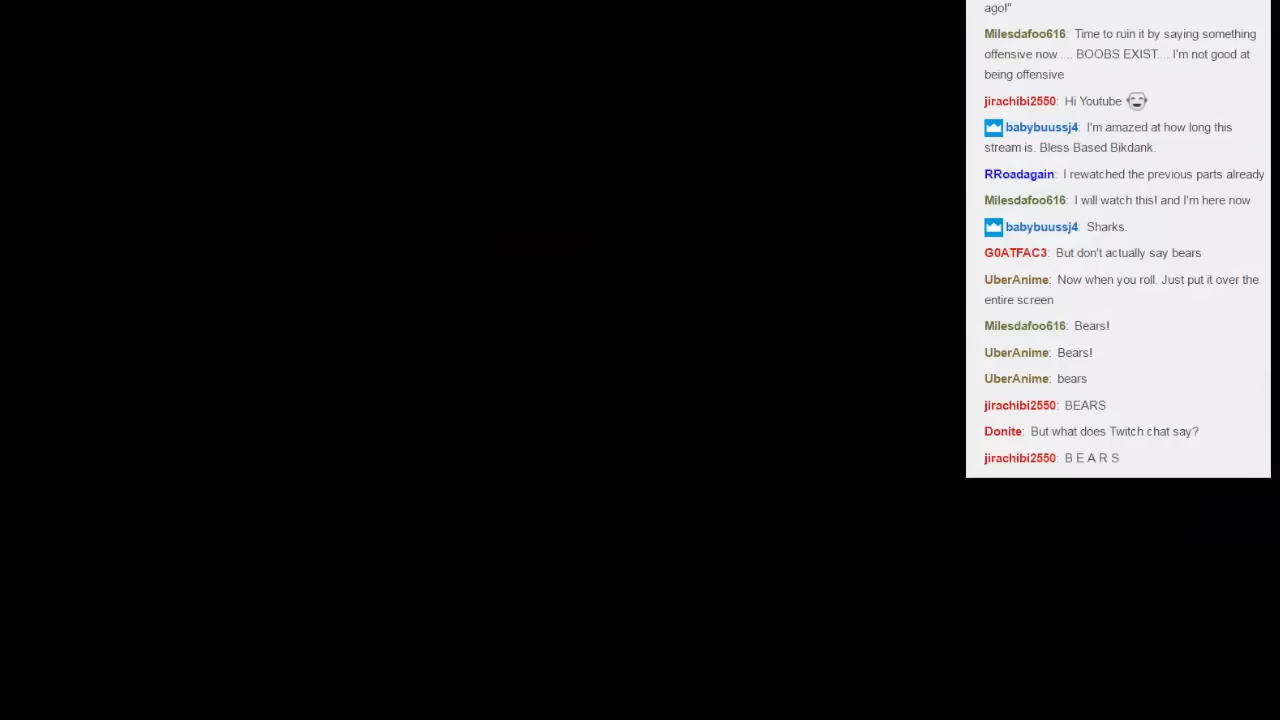 ago!"
Milesdafoo616: Time to ruin it by saying something
offensive now..... BOOBS EXIST.... I'm not good at
being offensive
jirachibi2550: Hi Youtube
babybuussj4: I'm amazed at how long this
stream is. Bless Based Bikdank.
RRoadagain: I rewatched the previous parts already
Milesdafoo616: I will watch this! and I'm here now
babybuussj4: Sharks.
G0ATFAC3: But don't actually say bears
UberAnime: Now when you roll. Just put it over the
entire screen
Milesdafoo616: Bears!
UberAnime: Bears!
UberAnime: bears
jirachibi2550: BEARS
Donite: But what does Twitch chat say?
jirachibi2550: B E A R S